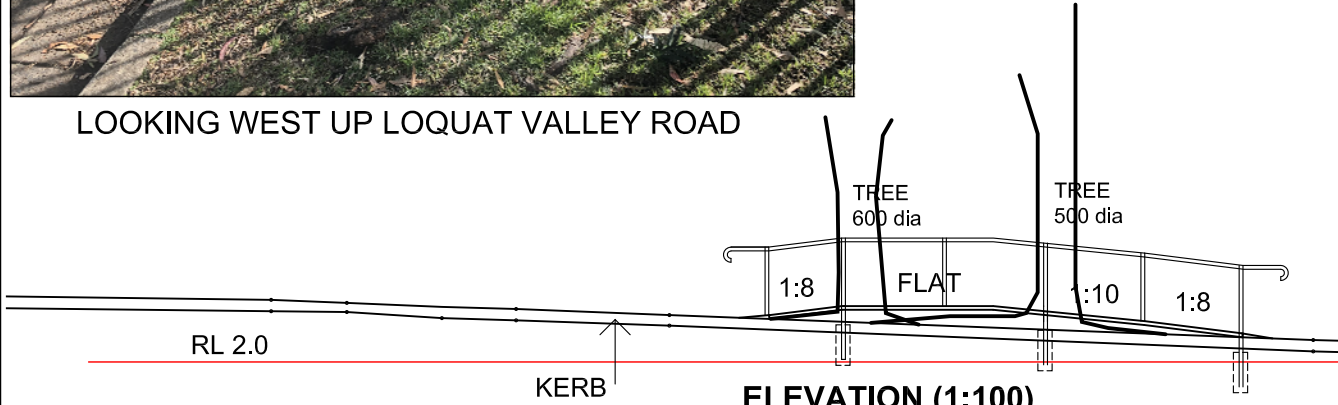 LOOKING WEST UP LOQUAT VALLEY ROAD
TREE
600 dia
TREE
500 dia
1:8
FLAT
1:10
1:8
RL 2.0
KERB
ELEVATION (1:100)